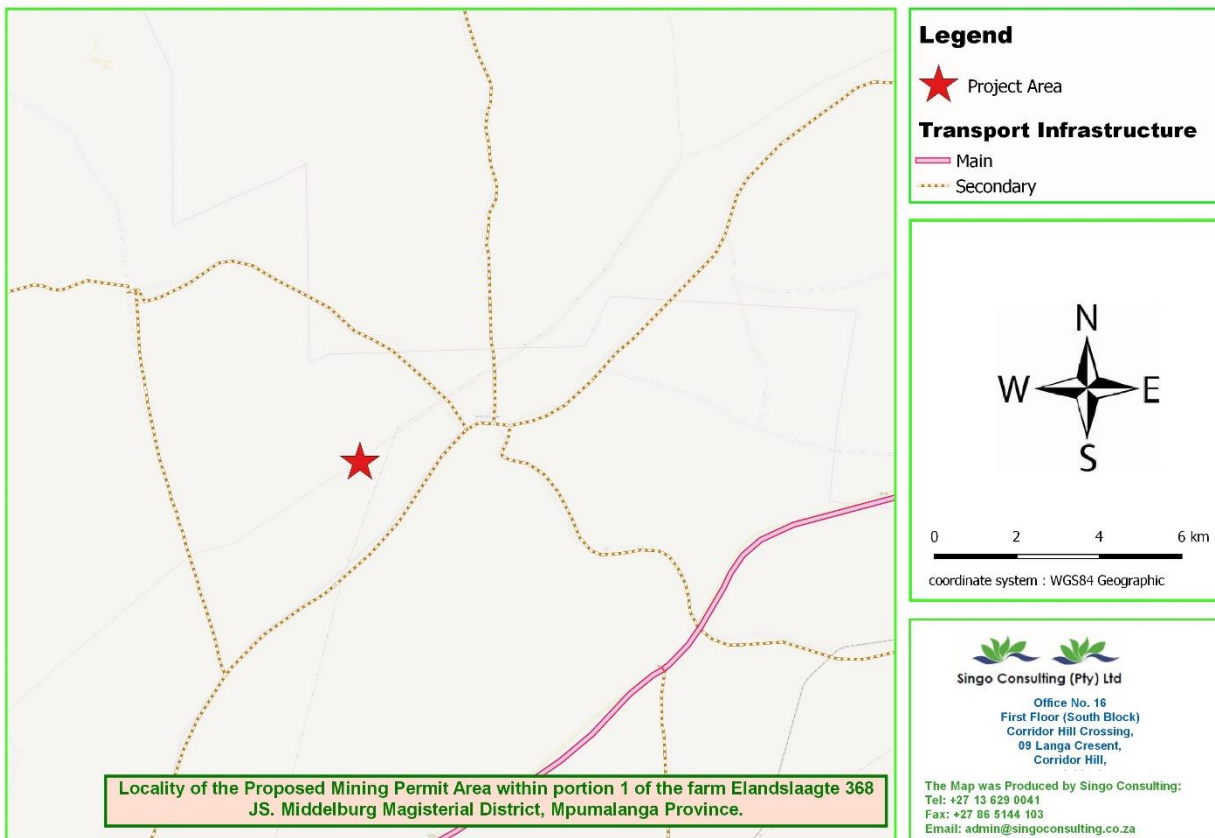 Legend
Project Area
Transport Infrastructure
Main
Secondary
N
W E
S
0 2 4 6 km
coordinate system : WGS84 Geographic
Singo Consulting (Pty) Ltd
Office No. 16
First Floor (South Block)
Corridor Hill Crossing,
09 Langa Cresent,
Corridor Hill,
The Map was Produced by Singo Consulting:
Tel: +27 13 629 0041
Fax: +27 86 5144 103
Email: admin@singoconsulting.co.za
Locality of the Proposed Mining Permit Area within portion 1 of the farm Elandslaagte 368
JS. Middelburg Magisterial District, Mpumalanga Province.